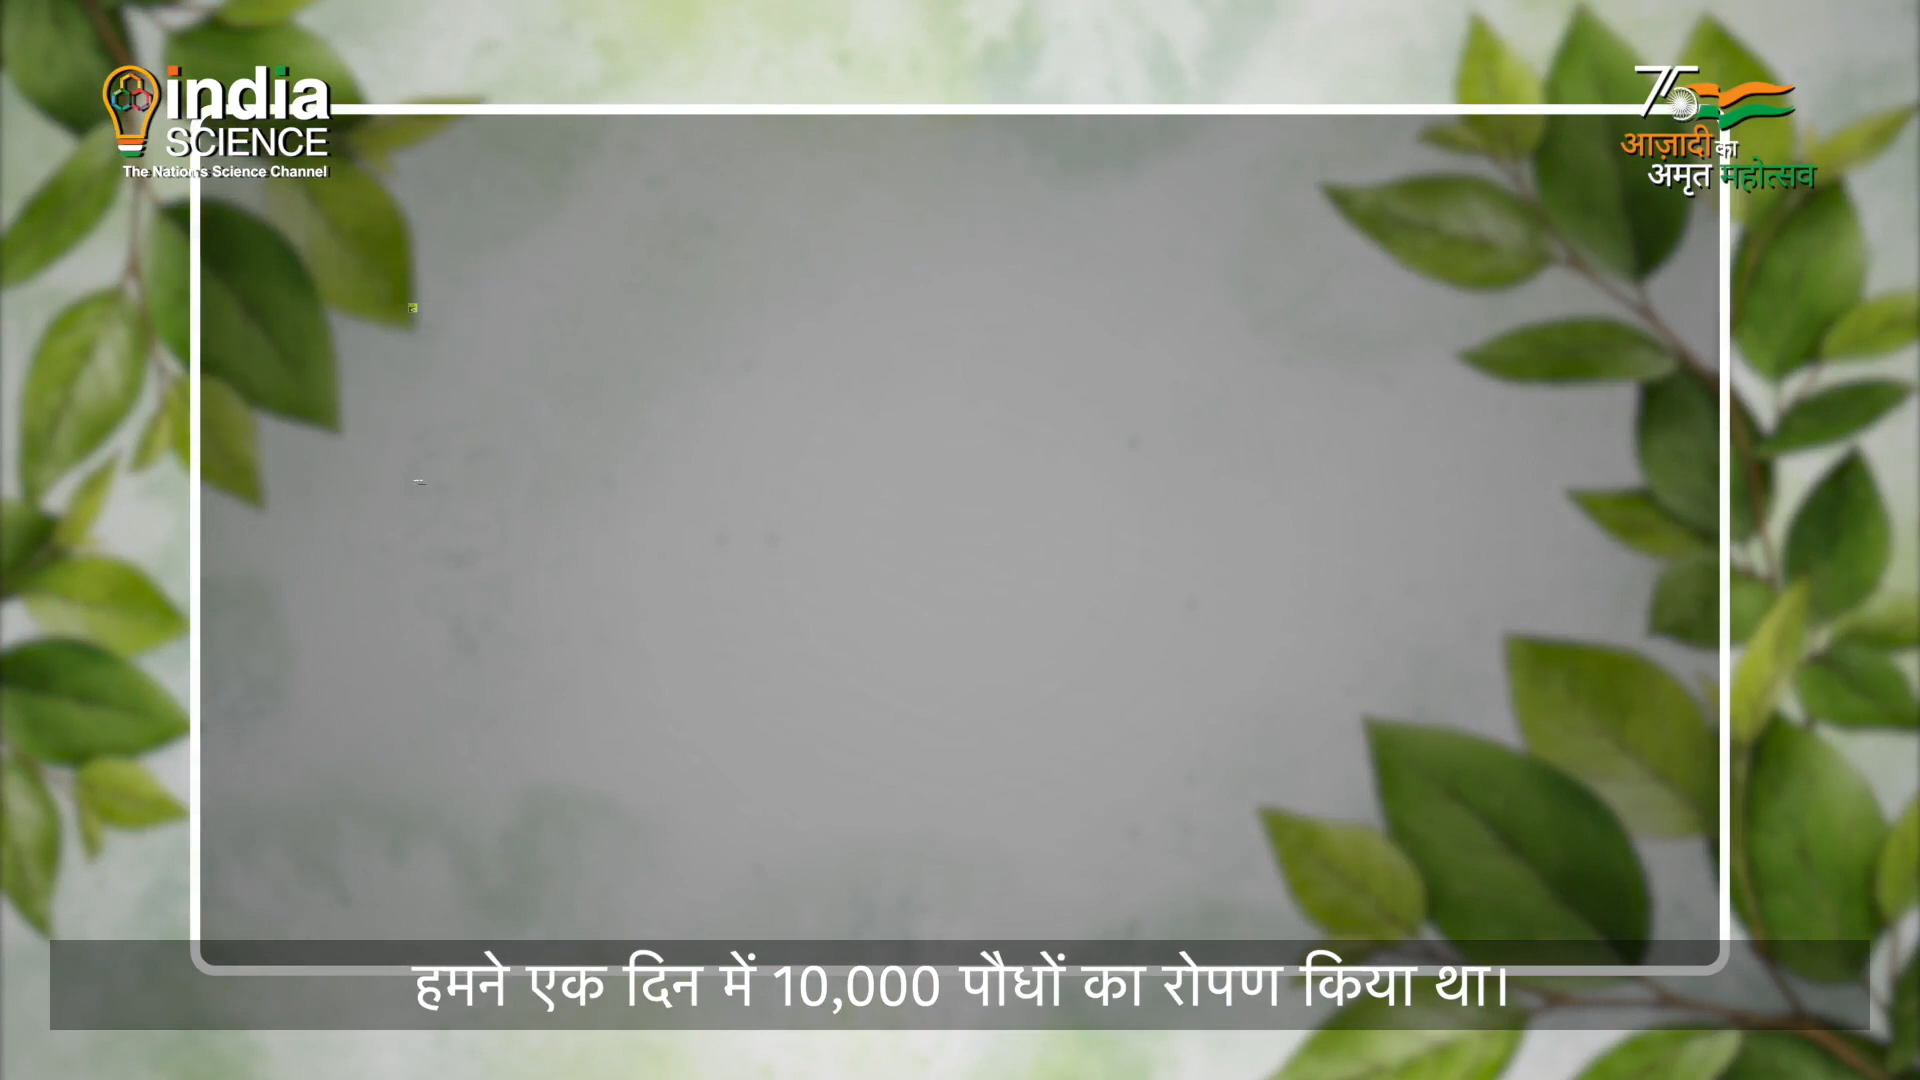 india
SCIENCE
The Nation's Science Channel
75
आज़ादी का
अमृत महोत्सव
हमने एक दिन में 10,000 पौधों का रोपण किया था।